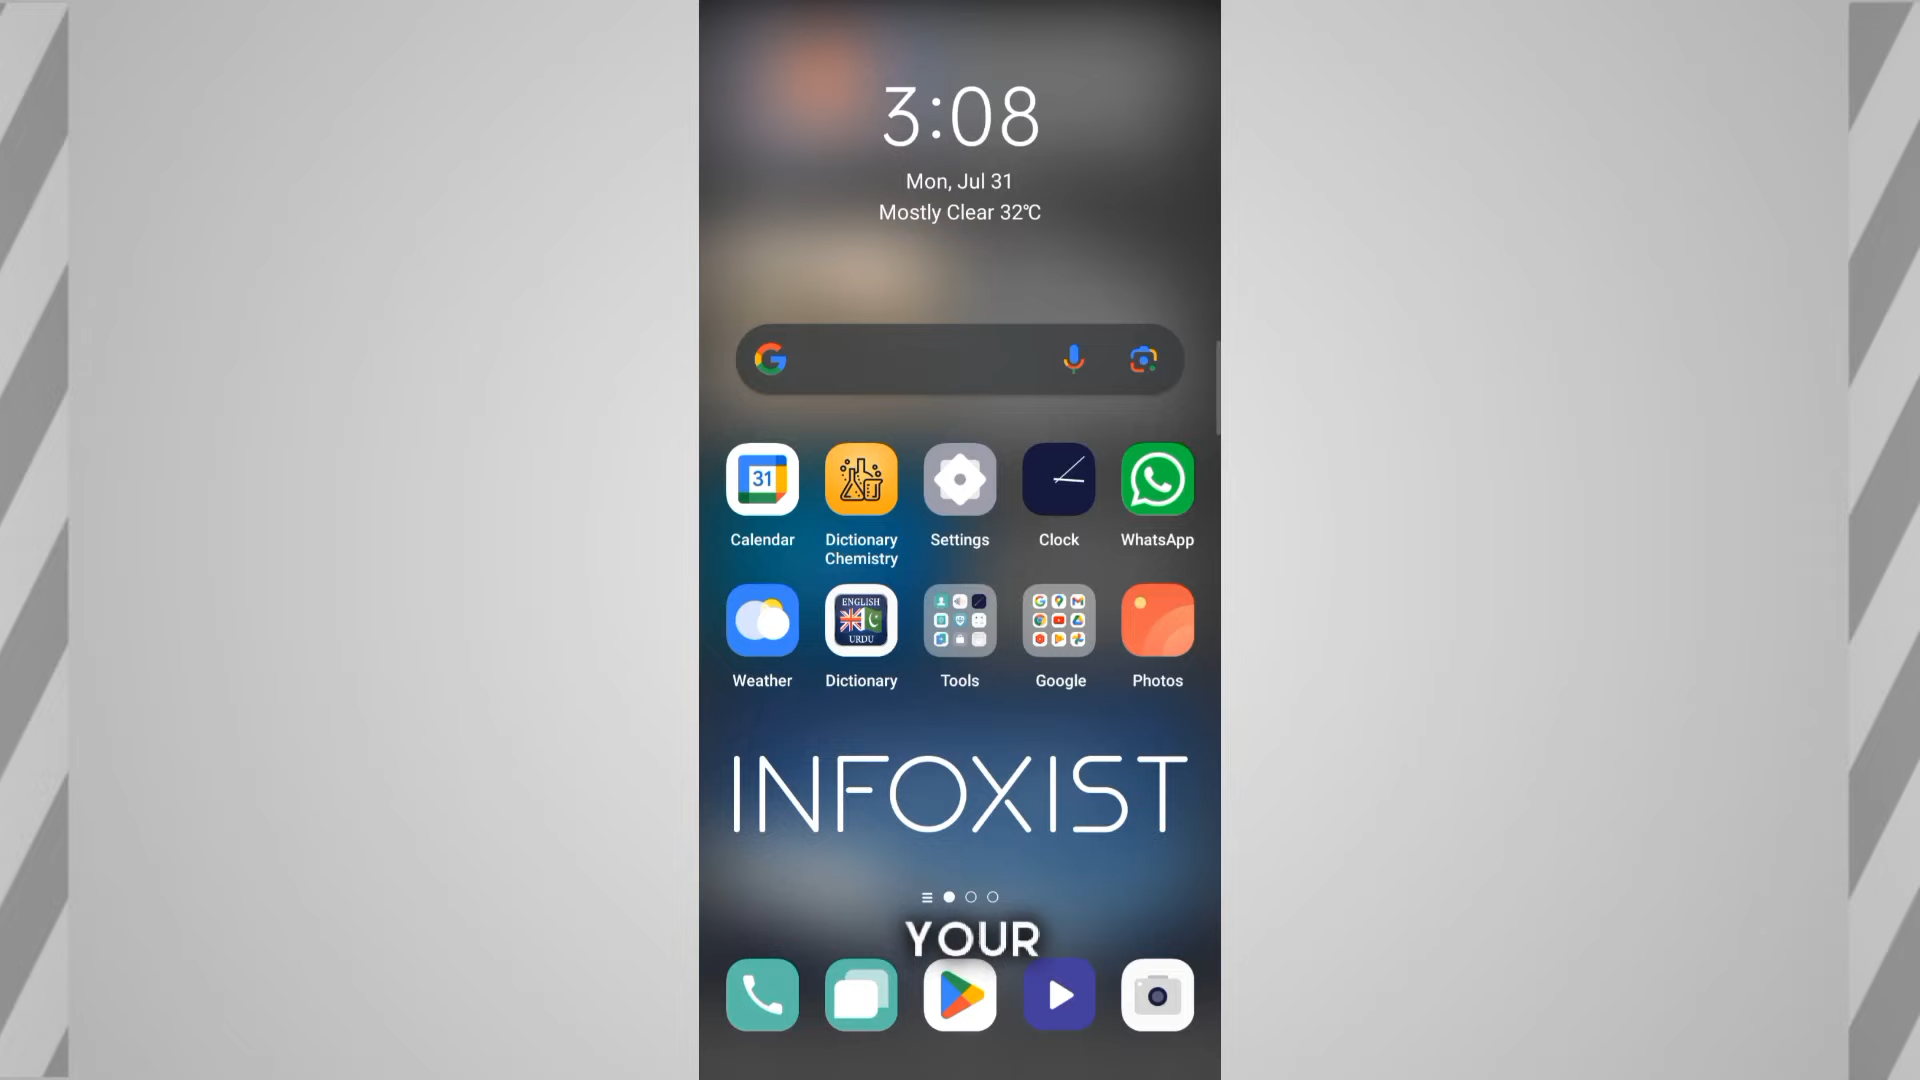 3:08
Mon, Jul 31
Mostly Clear 32°C
31
Calendar
Dictionary
Chemistry
Settings
Clock
WhatsApp
ENGLISH
URDU
Weather
Dictionary
Tools
Google
Photos
INFOXIST
YOUR